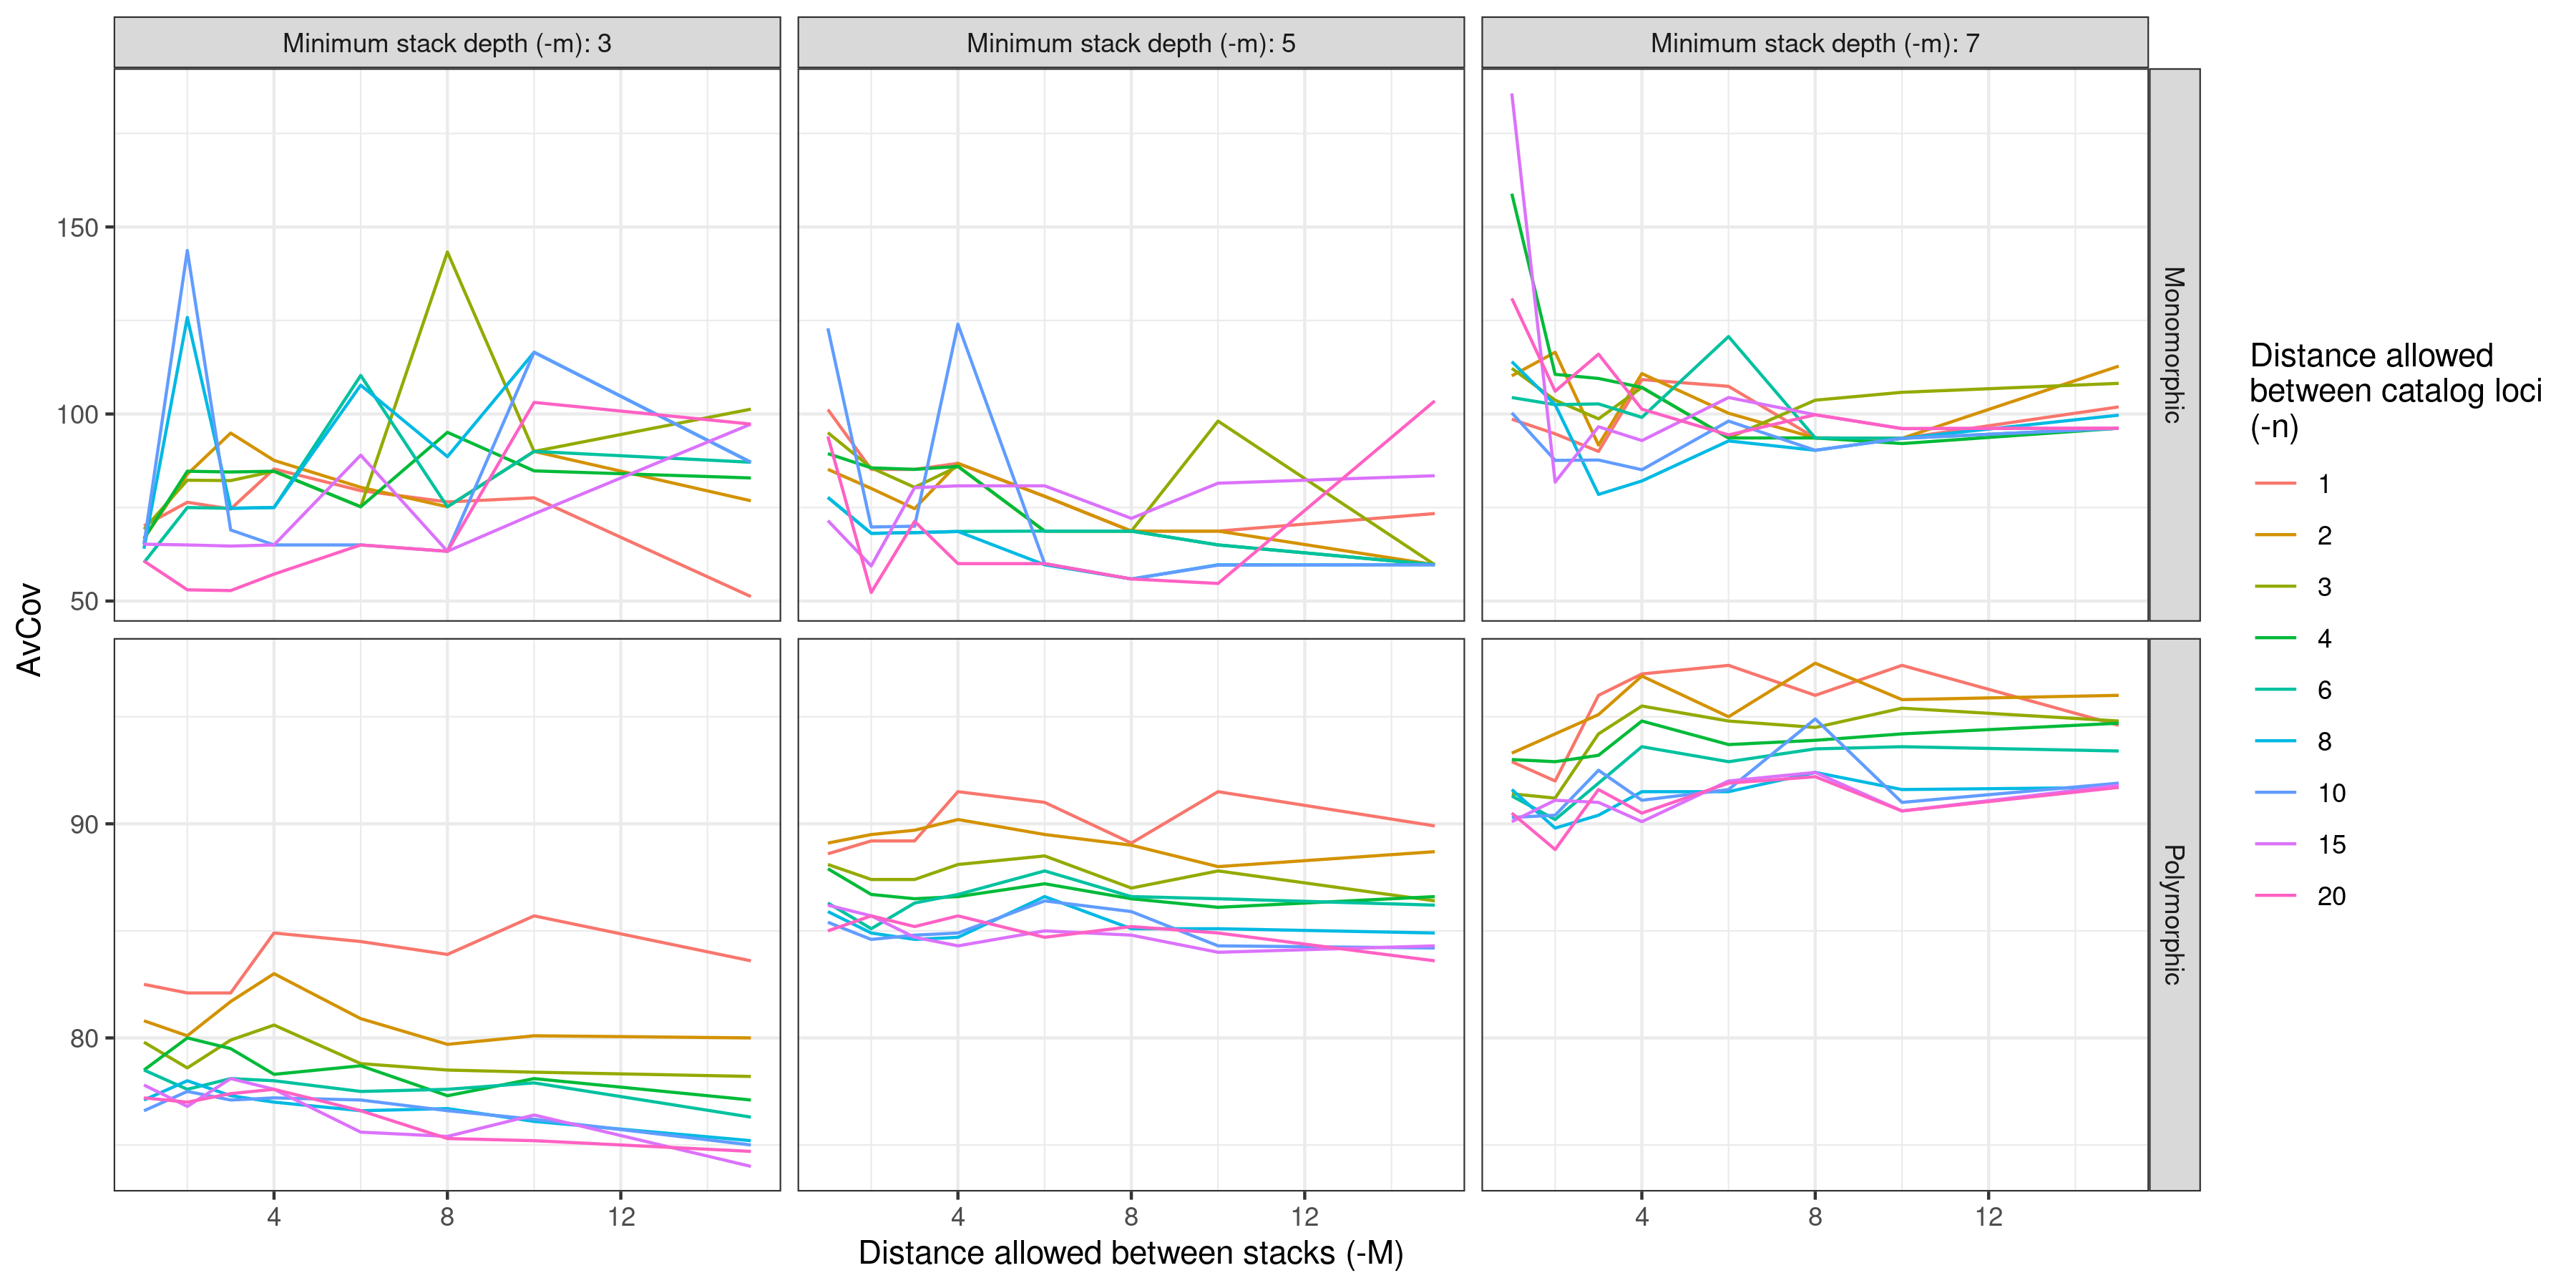 Minimum stack depth (-m): 3
Minimum stack depth (-m): 5
Minimum stack depth (-m): 7
150
100
50
Monomorphic
90
80
Polymorphic
AvCov
4
8
12
4
8
12
4
8
12
Distance allowed between stacks (-M)
Distance allowed
between catalog loci
(-n)
1
2
3
4
6
8
10
15
20